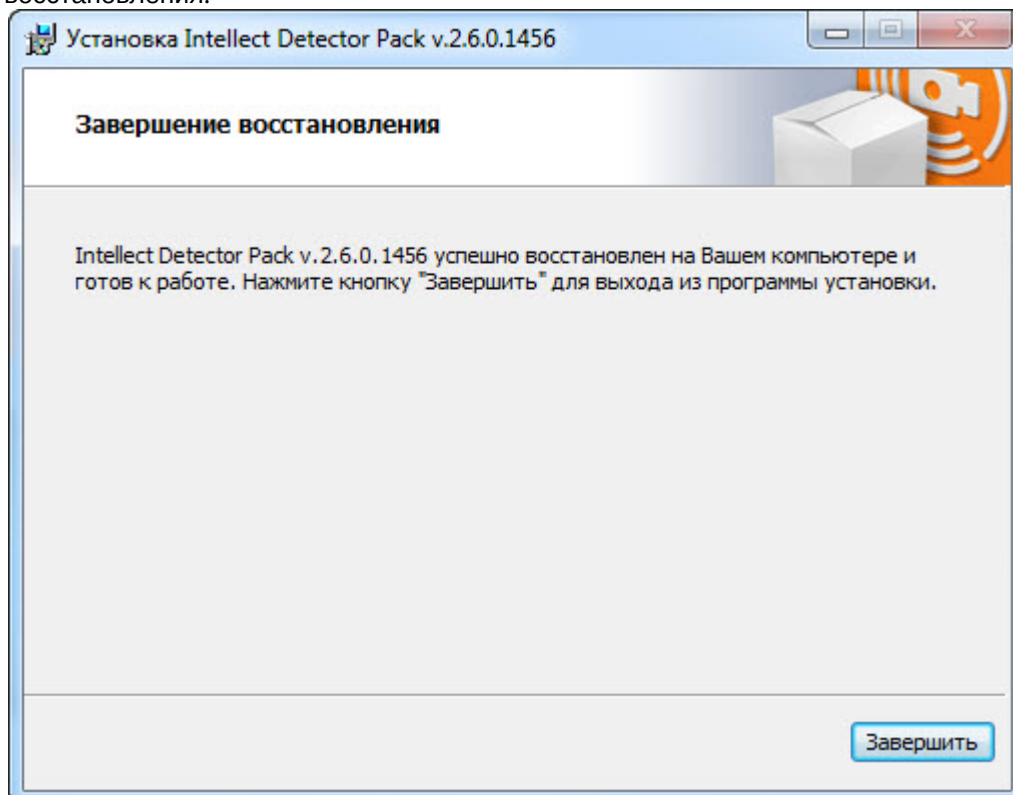 восстановления.
Установка Intellect Detector Pack v.2.6.0.1456
Завершение восстановления
Intellect Detector Pack v.2.6.0.1456 успешно восстановлен на Вашем компьютере и
готов к работе. Нажмите кнопку "Завершить" для выхода из программы установки.
Завершить